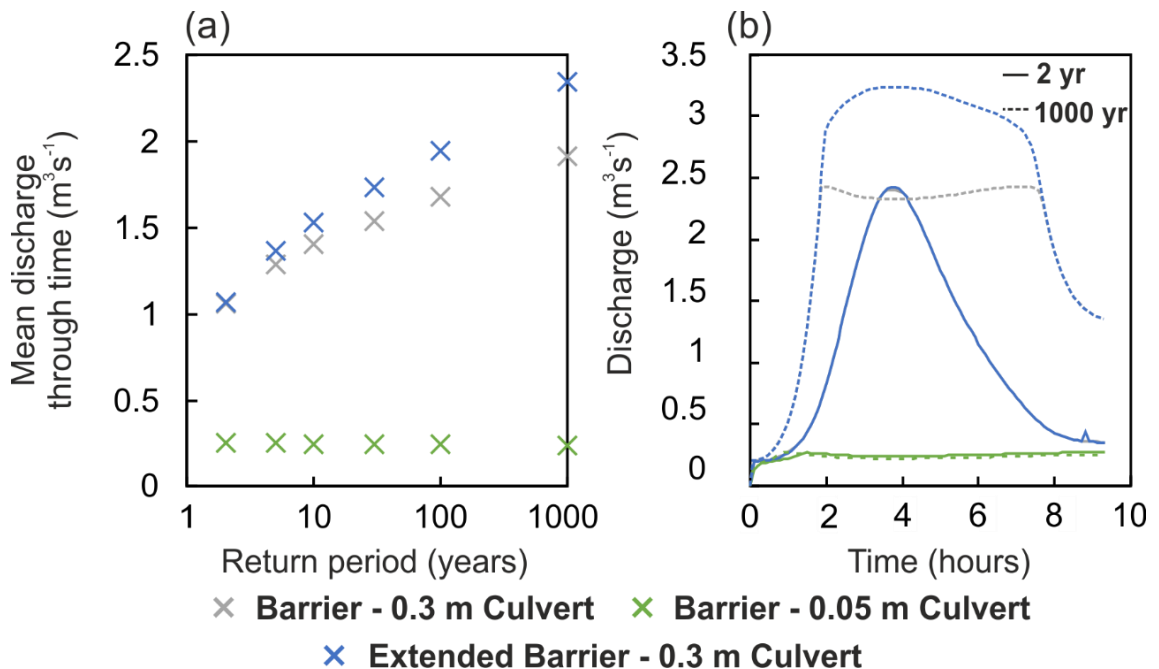 (a)
Mean discharge
through time (m³s⁻¹)
2.5
2
1.5
1
0.5
0
1
10
100
1000
Return period (years)
(b)
Discharge (m³s⁻¹)
3.5
3
2.5
2
1.5
1
0.5
0
0
2
4
6
8
10
Time (hours)
2 yr
1000 yr
Barrier - 0.3 m Culvert
Barrier - 0.05 m Culvert
Extended Barrier - 0.3 m Culvert